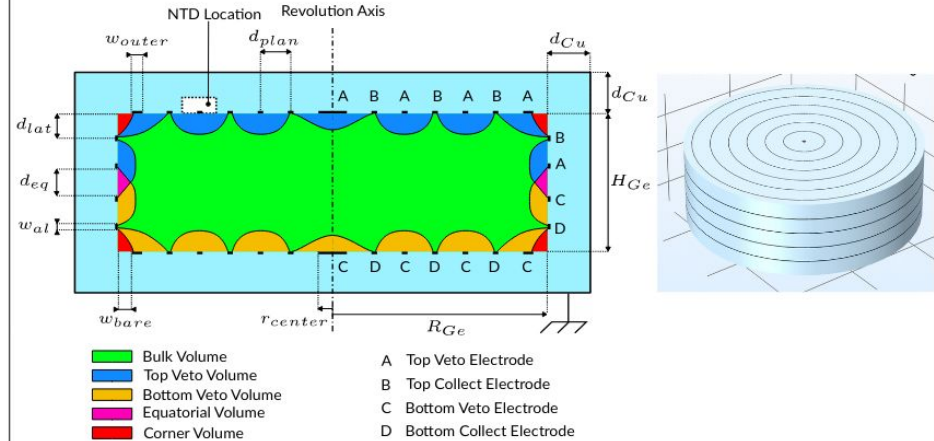 NTD Location
Revolution Axis
w_outer
d_plan
d_Cu
A B A B A B A
d_Cu
d_lat
B
A
d_eq
H_Ge
C
w_al
D
C D C D C D C
w_bare
r_center
R_Ge
Bulk Volume
Top Veto Volume
Bottom Veto Volume
Equatorial Volume
Corner Volume
A Top Veto Electrode
B Top Collect Electrode
C Bottom Veto Electrode
D Bottom Collect Electrode